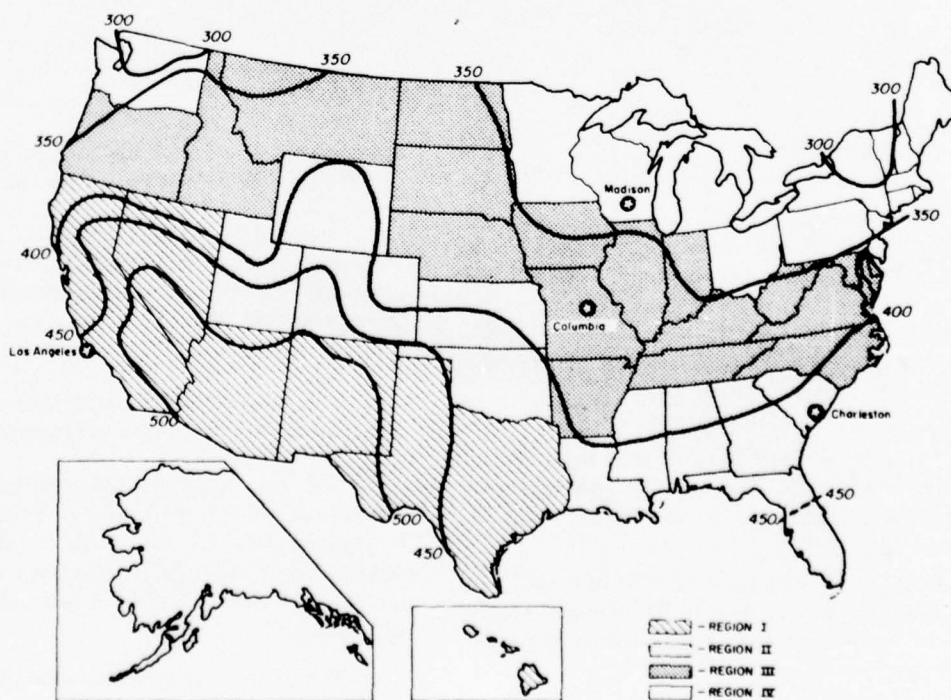 300
300
350
350
300
300
350
Madison
350
400
Columbia
400
450
Los Angeles
500
Charleston
450
450
500
450
- REGION I
- REGION II
- REGION III
- REGION IV